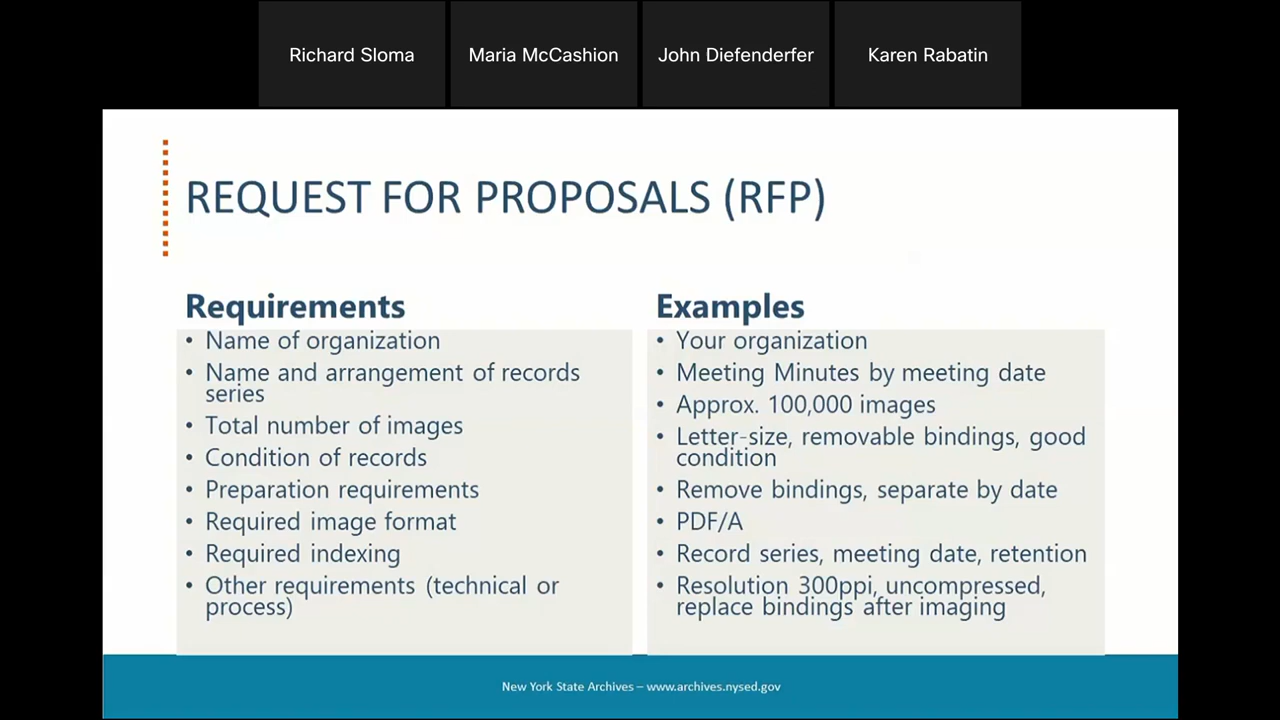 Richard Sloma
Maria McCashion
John Diefenderfer
Karen Rabatin
REQUEST FOR PROPOSALS (RFP)
Requirements
• Name of organization
• Name and arrangement of records
series
• Total number of images
• Condition of records
• Preparation requirements
• Required image format
• Required indexing
• Other requirements (technical or
process)
Examples
• Your organization
• Meeting Minutes by meeting date
• Approx. 100,000 images
• Letter-size, removable bindings, good
condition
• Remove bindings, separate by date
• PDF/A
• Record series, meeting date, retention
• Resolution 300ppi, uncompressed,
replace bindings after imaging
New York State Archives – www.archives.nysed.gov